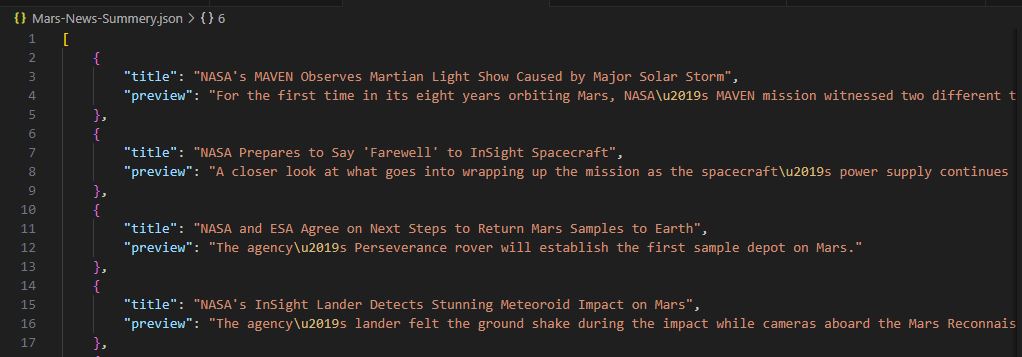 {} Mars-News-Summery.json > {} 6
1 [
2 {
3 "title": "NASA's MAVEN Observes Martian Light Show Caused by Major Solar Storm",
4 "preview": "For the first time in its eight years orbiting Mars, NASA\u2019s MAVEN mission witnessed two different t
5 },
6 {
7 "title": "NASA Prepares to Say 'Farewell' to InSight Spacecraft",
8 "preview": "A closer look at what goes into wrapping up the mission as the spacecraft\u2019s power supply continues
9 },
10 {
11 "title": "NASA and ESA Agree on Next Steps to Return Mars Samples to Earth",
12 "preview": "The agency\u2019s Perseverance rover will establish the first sample depot on Mars."
13 },
14 {
15 "title": "NASA's InSight Lander Detects Stunning Meteoroid Impact on Mars",
16 "preview": "The agency\u2019s lander felt the ground shake during the impact while cameras aboard the Mars Reconnais
17 },